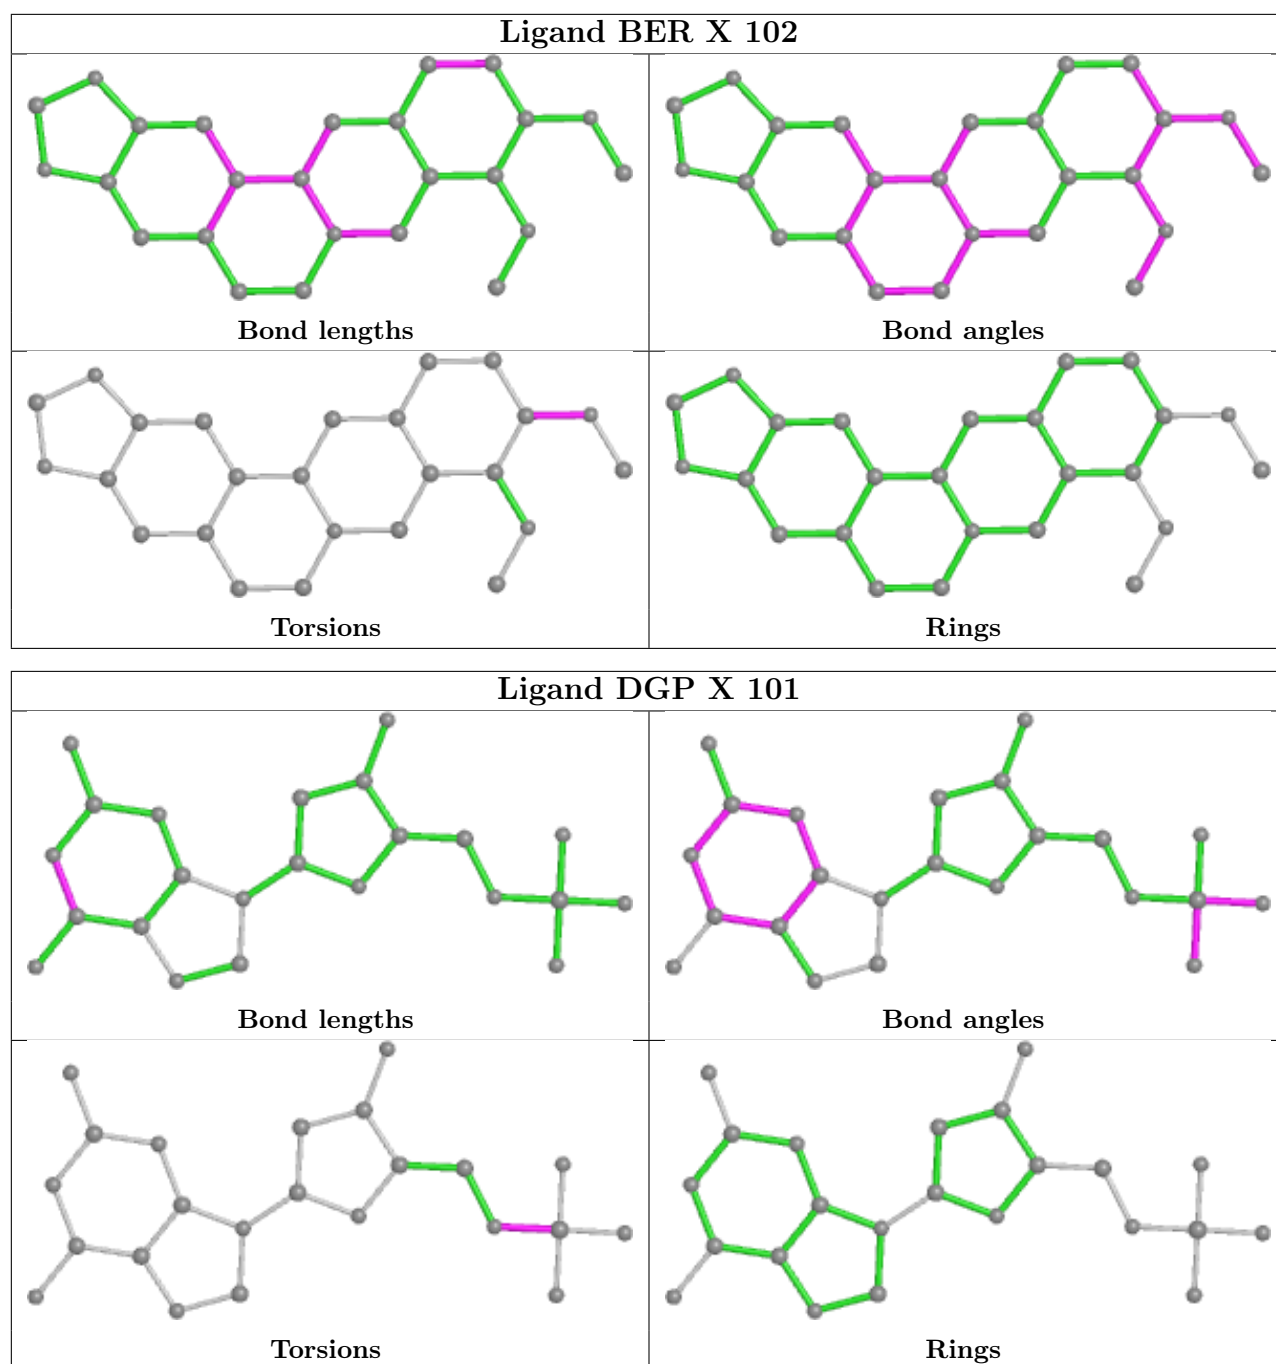 Ligand BER X 102
Bond lengths
Bond angles
Torsions
Rings
Ligand DGP X 101
Bond lengths
Bond angles
Torsions
Rings